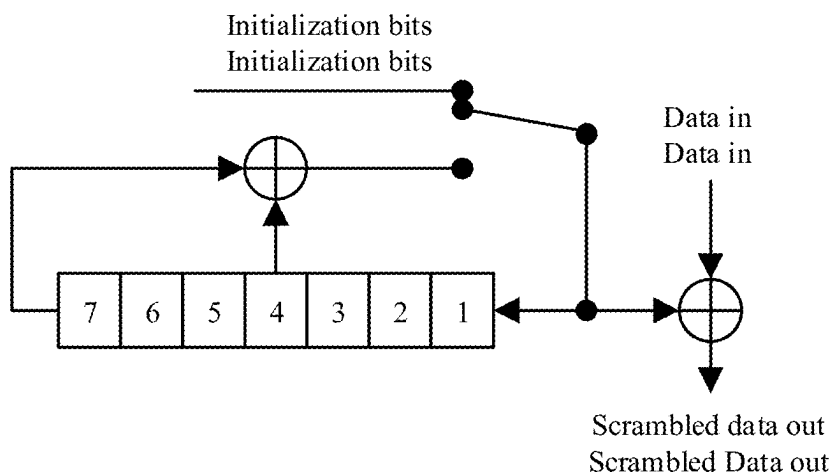 Initialization bits
Initialization bits
Data in
Data in
7 6 5 4 3 2 1
Scrambled data out
Scrambled Data out